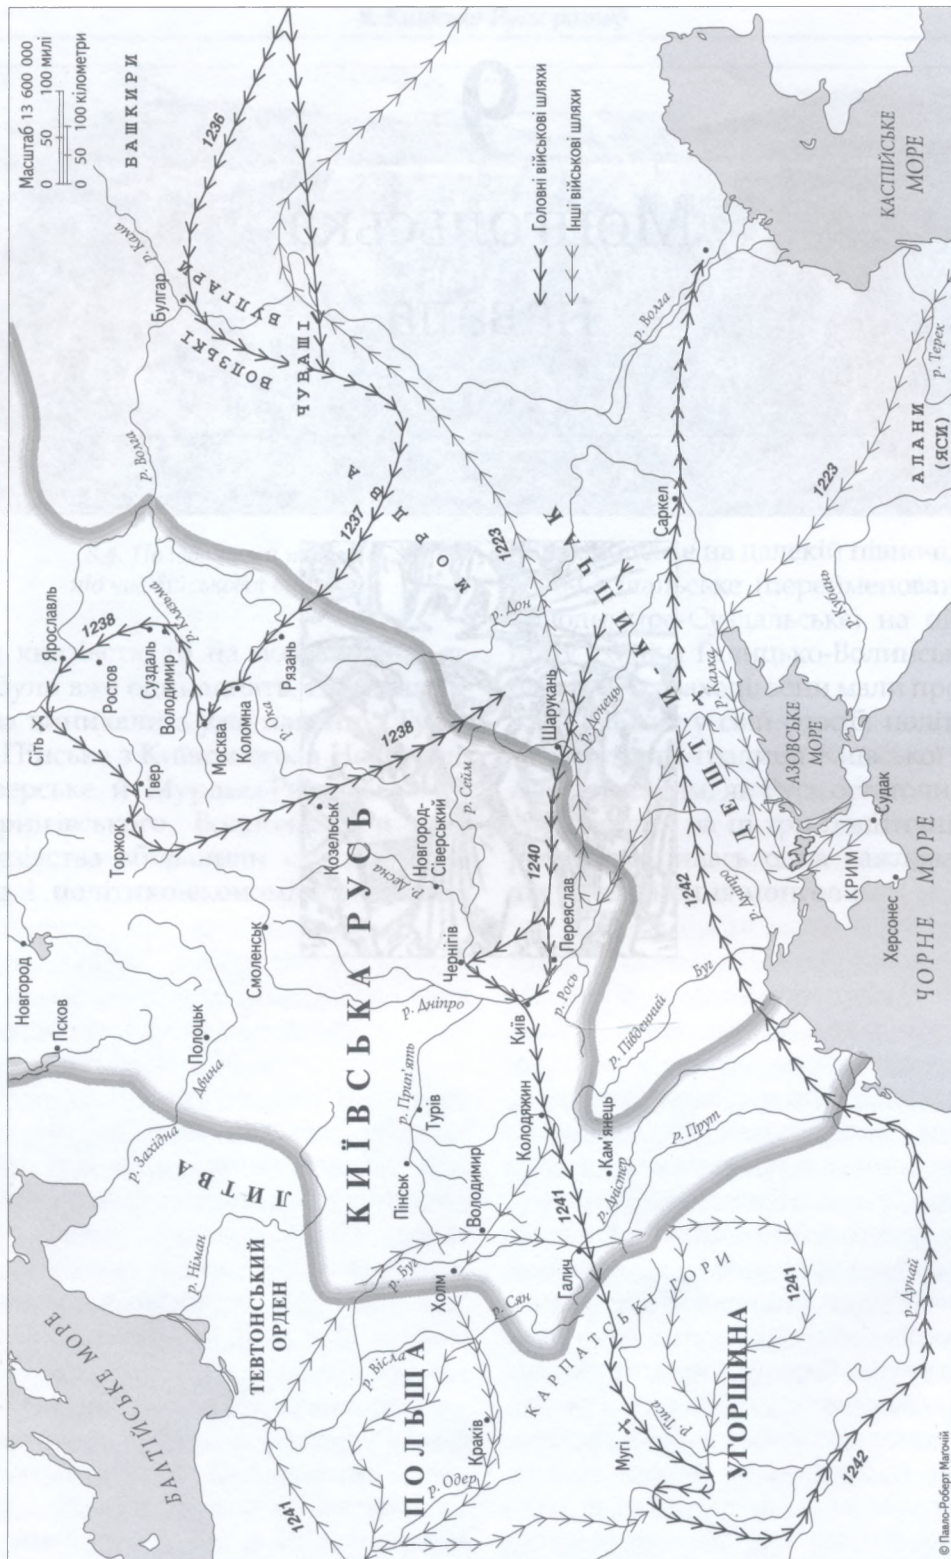 Масштаб 13 600 000
0 50 100 милі
0 50 100 кілометри
БАШКИРИ
1236
р. Кама
Булгар
ВОЛЗЬКІ БУЛГАРИ
ЧУВАШІ
р. Волга
МОРДВА
1237
головні військові шляхи
інші військові шляхи
КАСПІЙСЬКЕ
МОРЕ
р. Волга
р. Терек
АЛАНИ
(ЯСИ)
1223
р. Кубань
Саркел
1223
р. Дон
КИПЧАКИ
ДЕШТ
Ярославль
1238
Ростов
Суздаль
р. Клязьма
Володимир
Москва
Коломна
Рязань
р. Ока
Сіть
Твер
Торжок
1238
Козельськ
р. Сейм
Новгород-
Сіверський
р. Десна
Шарукань
р. Донець
р. Калька
АЗОВСЬКЕ
МОРЕ
Судак
КРИМ
Херсонес
ЧОРНЕ МОРЕ
р. Дніпро
1242
1240
Переяслав
Чернігів
Смоленськ
Новгород
Псков
Полоцьк
р. Західна Двина
КИЇВСЬКА РУСЬ
р. Дніпро
Київ
р. Рось
р. Південний Буг
р. Прип'ять
Турів
Пінськ
Колодяжин
Кам'янець
р. Прут
р. Дністер
1241
Володимир
Галич
Холм
р. Буг
р. Сян
ЛИТВА
р. Німан
ТЕВТОНСЬКИЙ
ОРДЕН
БАЛТІЙСЬКЕ МОРЕ
р. Вісла
ПОЛЬЩА
Краків
р. Одер
1241
КАРПАТСЬКІ ГОРИ
Мугі
р. Тиса
УГОРЩИНА
1241
р. Дунай
1242
© Павло-Роберт Магочій